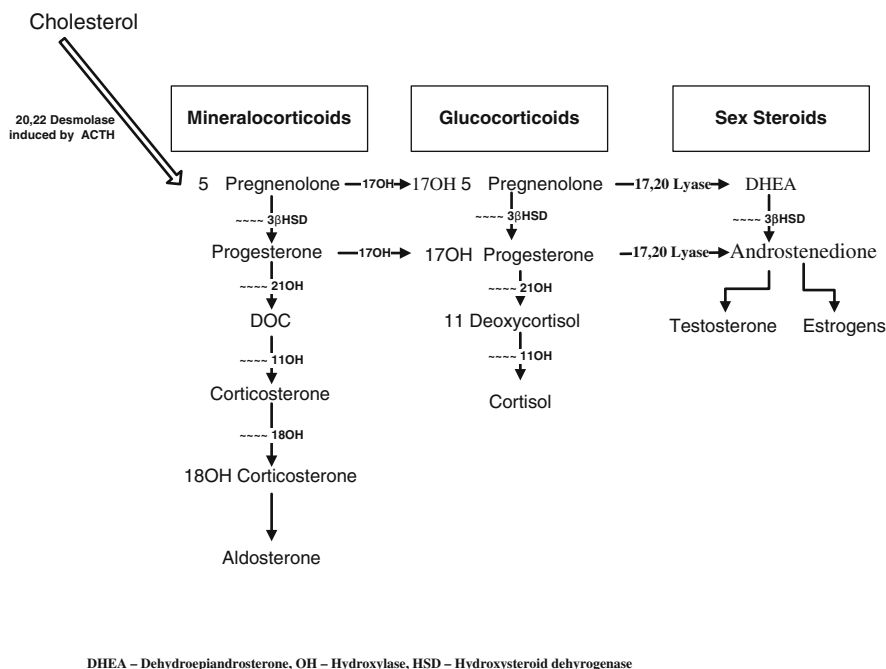 Cholesterol
20,22 Desmolase
induced by ACTH
Mineralocorticoids
Glucocorticoids
Sex Steroids
5 Pregnenolone
17OH
17OH 5 Pregnenolone
17,20 Lyase
DHEA
~~~~ 3βHSD
~~~~ 3βHSD
~~~~ 3βHSD
Progesterone
17OH
17OH Progesterone
17,20 Lyase
Androstenedione
~~~~ 21OH
~~~~ 21OH
DOC
11 Deoxycortisol
Testosterone
Estrogens
~~~~ 11OH
~~~~ 11OH
Corticosterone
Cortisol
~~~~ 18OH
18OH Corticosterone
Aldosterone
DHEA – Dehydroepiandrosterone, OH – Hydroxylase, HSD – Hydroxysteroid dehyrogenase